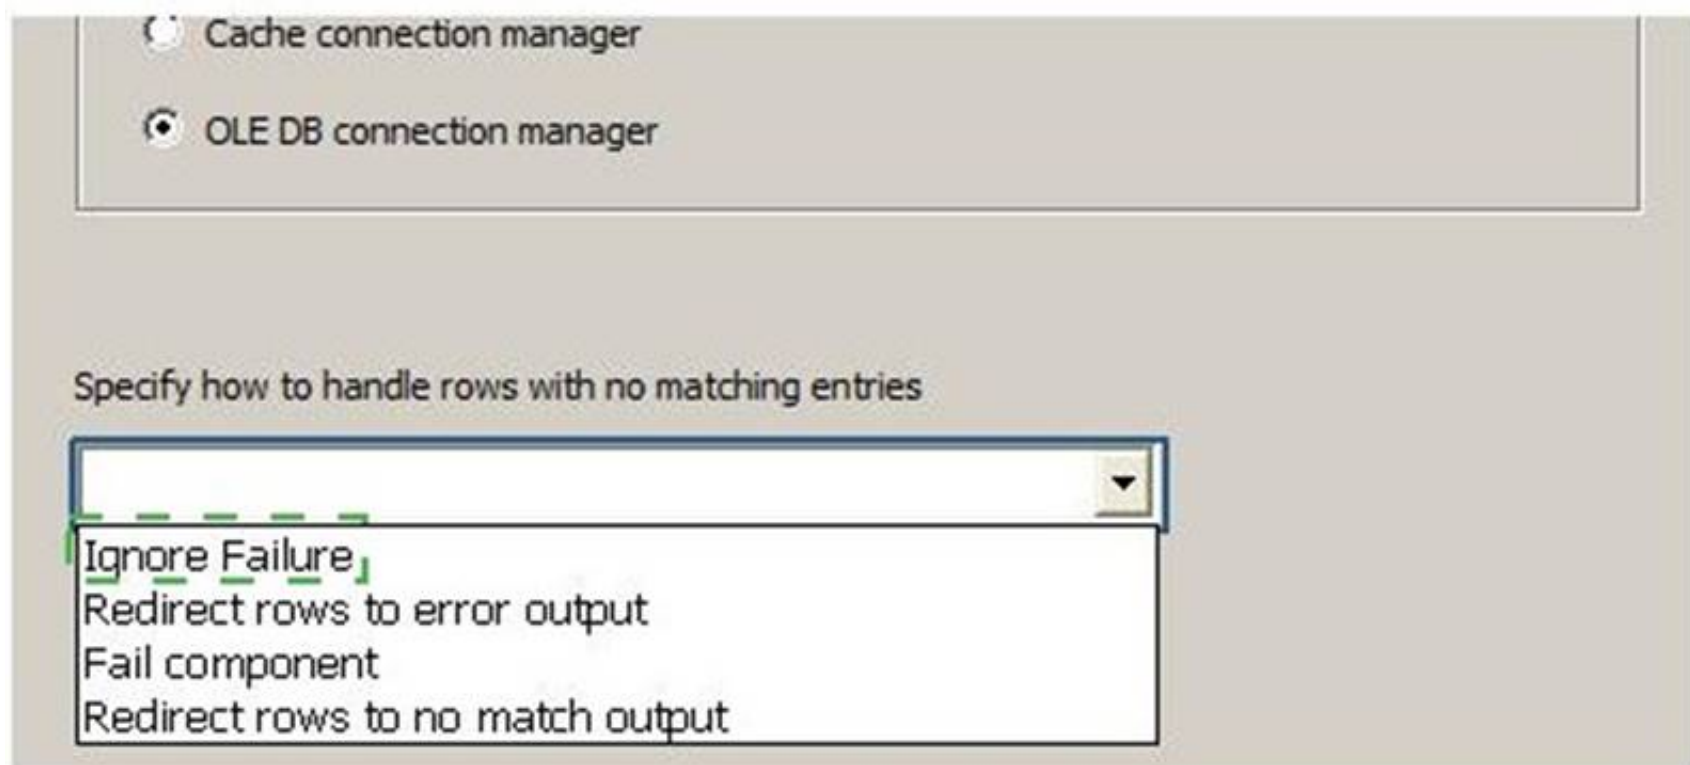 Cache connection manager
OLE DB connection manager
Specify how to handle rows with no matching entries
Ignore Failure
Redirect rows to error output
Fail component
Redirect rows to no match output